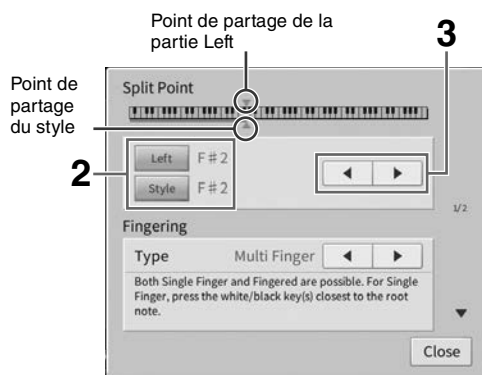 Point de partage de la
partie Left
3
Point de
partage
du style
Split Point
2
Left F#2
Style F#2
1/2
Fingering
Type Multi Finger
Both Single Finger and Fingered are possible. For Single
Finger, press the white/black key(s) closest to the root
note.
Close